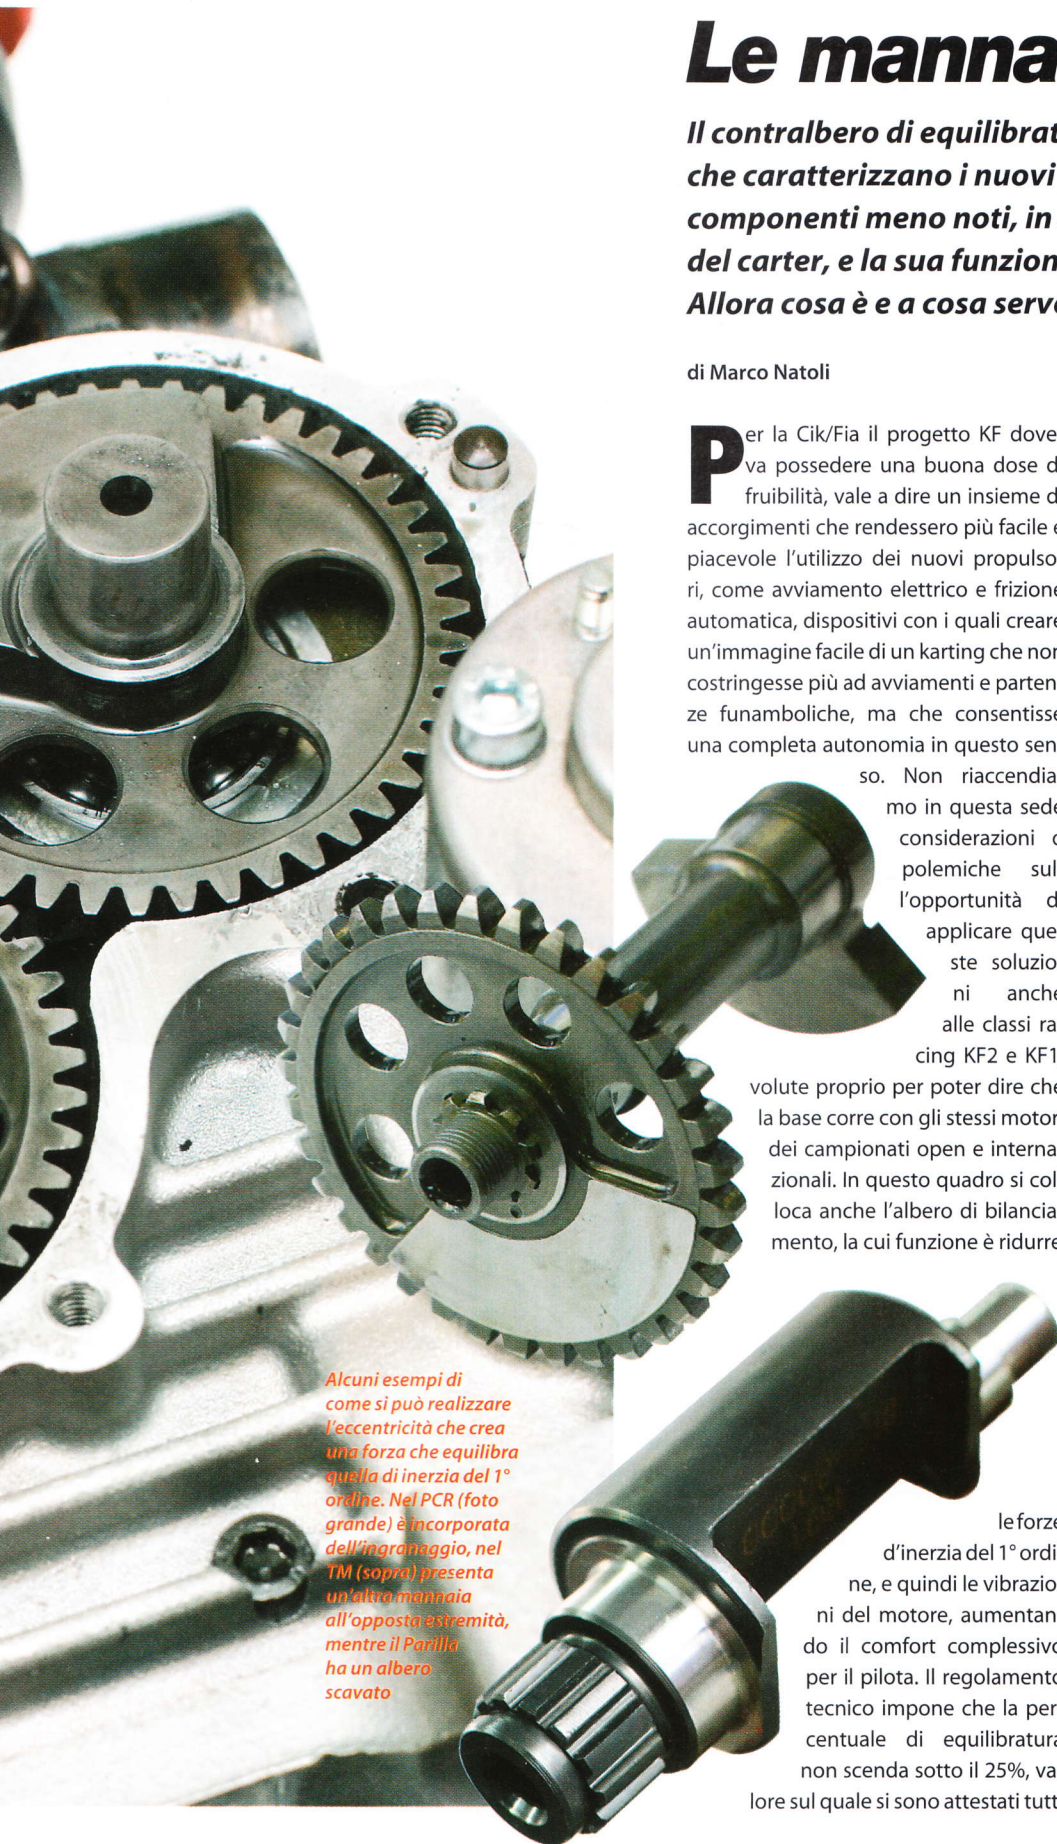 Le manna
Il contralbero di equilibrat
che caratterizzano i nuovi
componenti meno noti, in
del carter, e la sua funzion
Allora cosa è e a cosa serve
di Marco Natoli
Per la Cik/Fia il progetto KF dove
va possedere una buona dose d
fruibilità, vale a dire un insieme d
accorgimenti che rendessero più facile e
piacevole l'utilizzo dei nuovi propulso
ri, come avviamento elettrico e frizione
automatica, dispositivi con i quali creare
un'immagine facile di un karting che non
costringesse più ad avviamenti e parten
ze funamboliche, ma che consentisse
una completa autonomia in questo sen
so. Non riaccendia
mo in questa sede
considerazioni o
polemiche sul
l'opportunità d
applicare que
ste soluzio
ni anche
alle classi ra
cing KF2 e KF1
volute proprio per poter dire che
la base corre con gli stessi motor
dei campionati open e interna
zionali. In questo quadro si col
loca anche l'albero di bilancia
mento, la cui funzione è ridurre
le forze
d'inerzia del 1° ordi
ne, e quindi le vibrazio
ni del motore, aumentan
do il comfort complessivo
per il pilota. Il regolamento
tecnico impone che la per
centuale di equilibratura
non scenda sotto il 25%, va
lore sul quale si sono attestati tutt
Alcuni esempi di
come si può realizzare
l'eccentricità che crea
una forza che equilibra
quella di inerzia del 1°
ordine. Nel PCR (foto
grande) è incorporata
dell'ingranaggio, nel
TM (sopra) presenta
un'altra mannaia
all'opposta estremità,
mentre il Parilla
ha un albero
scavato